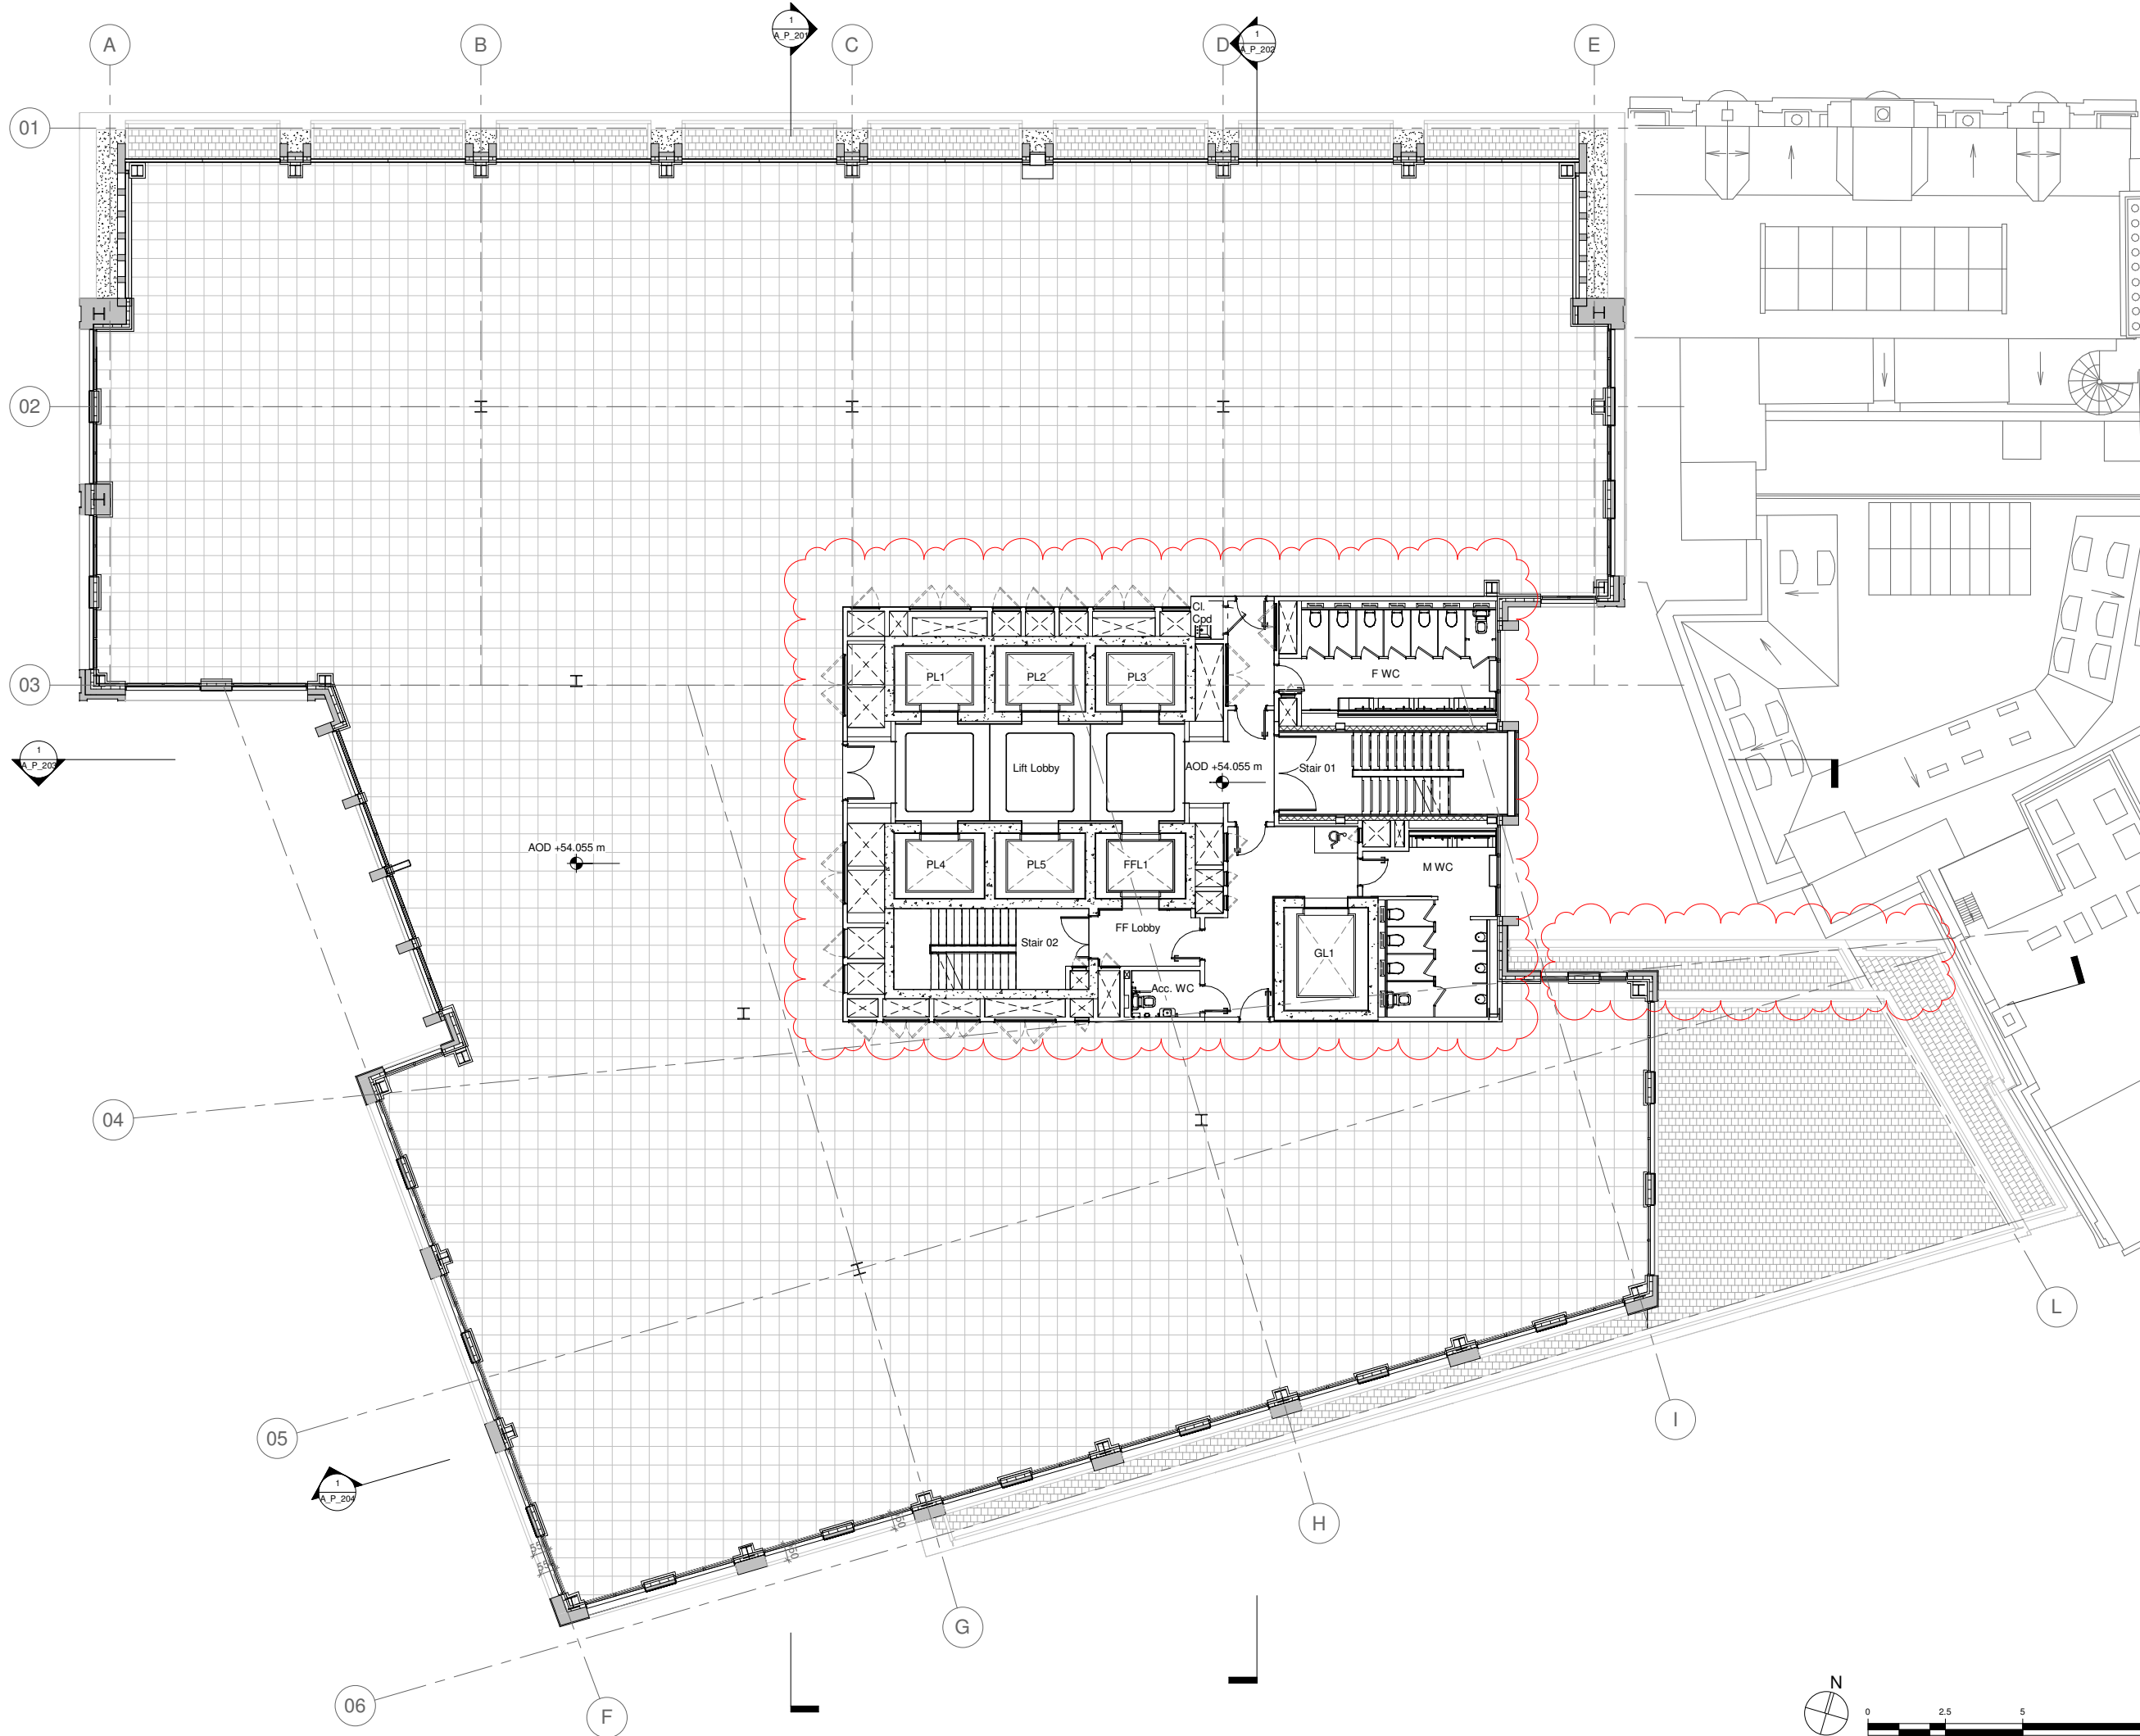 A
B
1
A_P_201
C
D
1
A_P_202
E
01
02
03
1
A_P_203
Cl.
Cpd
PL1
PL2
PL3
F WC
Lift Lobby
AOD +54.055 m
Stair 01
AOD +54.055 m
PL4
PL5
FFL1
M WC
FF Lobby
Stair 02
GL1
Acc. WC
04
05
1
A_P_204
06
F
G
H
I
L
60
60
N
0
2.5
5